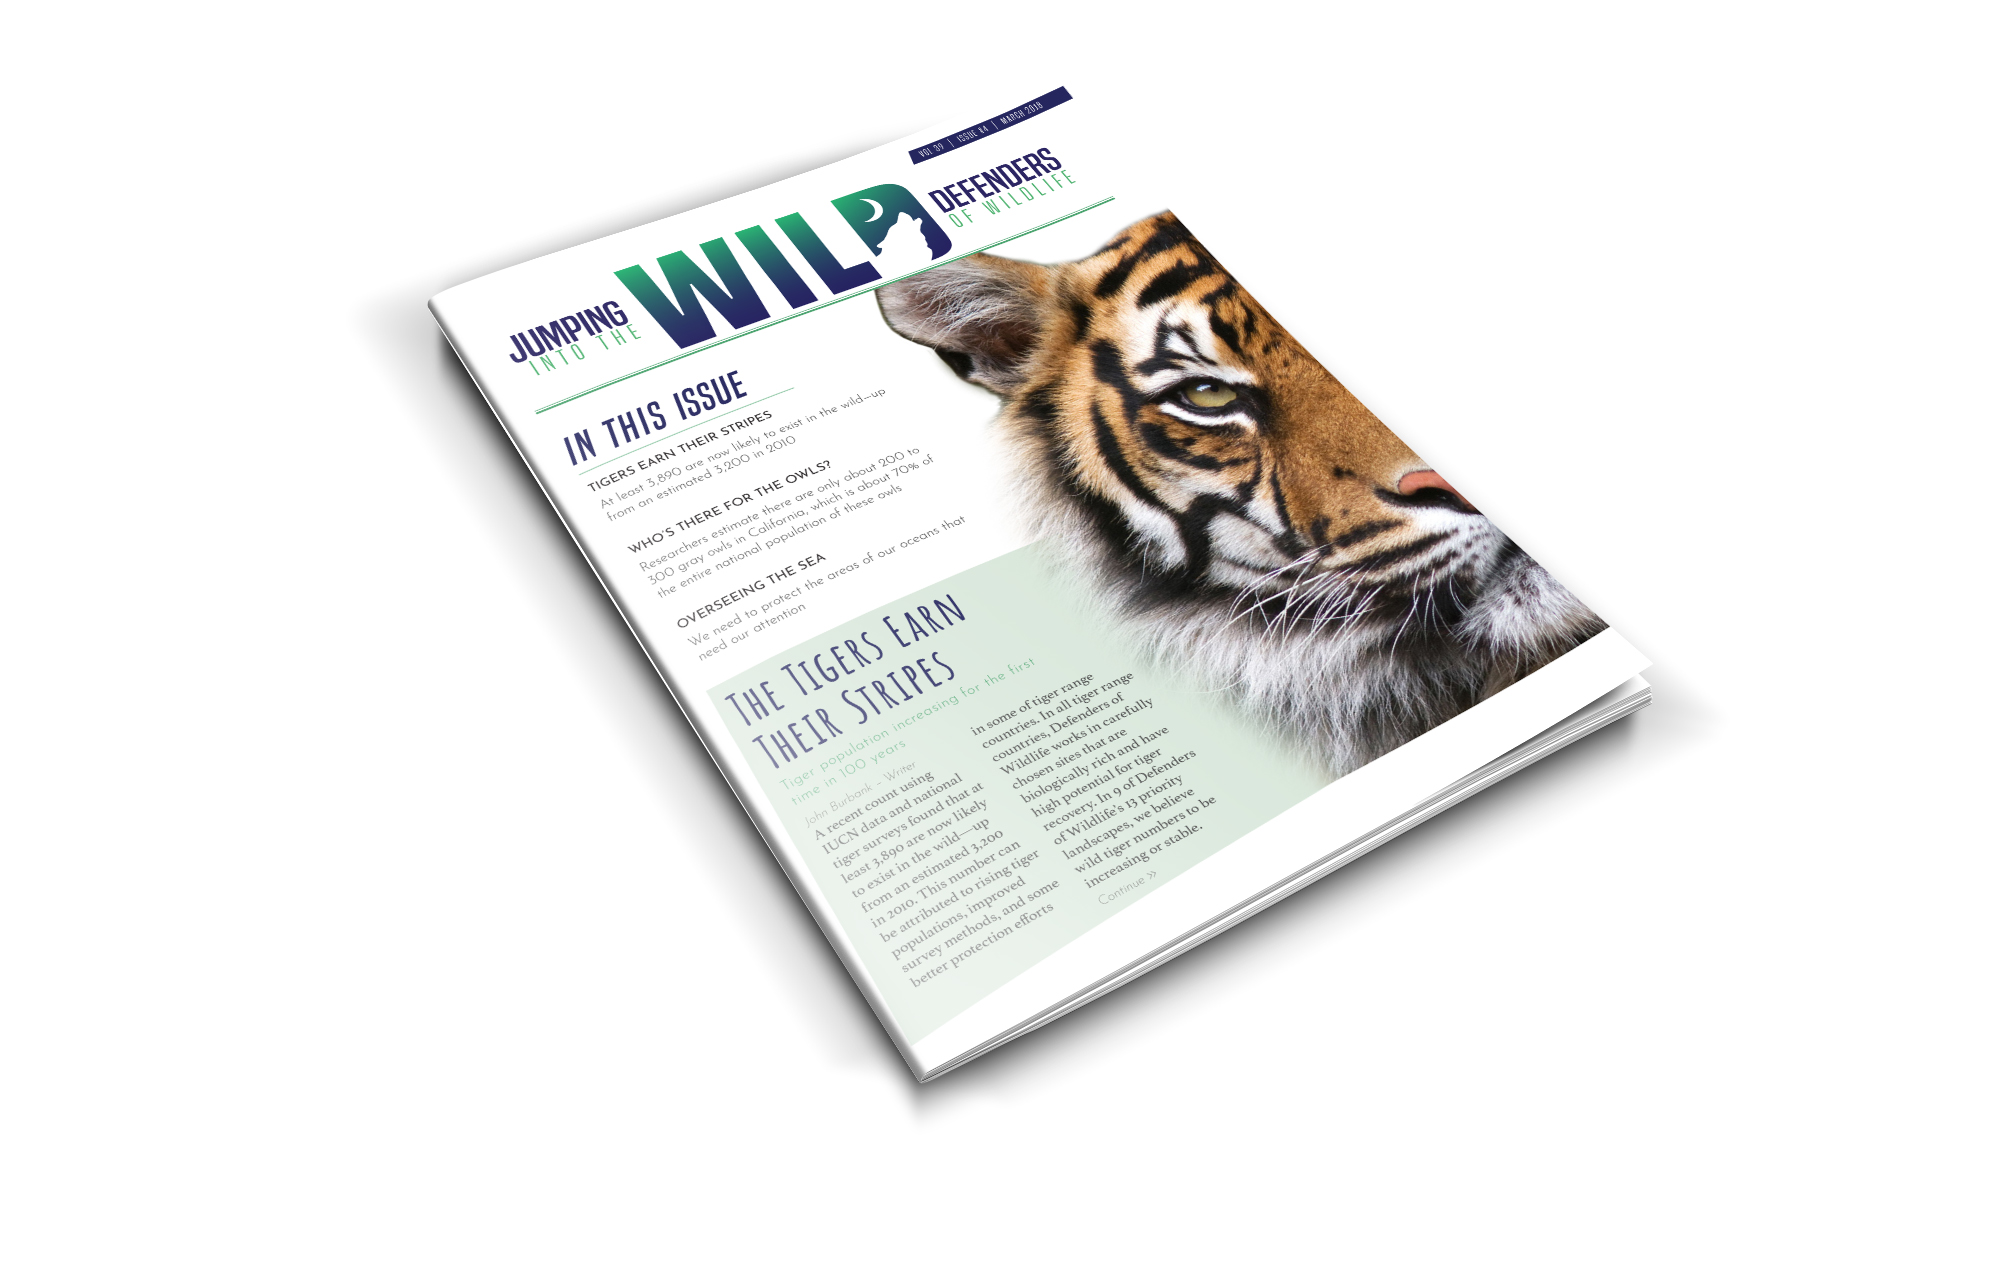 VOL 39 | ISSUE #4 | MARCH 2018
JUMPING
INTO THE
WILD
DEFENDERS
OF WILDLIFE
IN THIS ISSUE
TIGERS EARN THEIR STRIPES
At least 3,890 are now likely to exist in the wild—up
from an estimated 3,200 in 2010
WHO'S THERE FOR THE OWLS?
Researchers estimate there are only about 200 to
300 gray owls in California, which is about 70% of
the entire national population of these owls
OVERSEEING THE SEA
We need to protect the areas of our oceans that
need our attention
THE TIGERS EARN
THEIR STRIPES
Tiger population increasing for the first
time in 100 years
John Burbank - Writer
A recent count using
IUCN data and national
tiger surveys found that at
least 3,890 are now likely
to exist in the wild—up
from an estimated 3,200
in 2010. This number can
be attributed to rising tiger
populations, improved
survey methods, and some
better protection efforts
in some of tiger range
countries. In all tiger range
countries, Defenders of
Wildlife works in carefully
chosen sites that are
biologically rich and have
high potential for tiger
recovery. In 9 of Defenders
of Wildlife's 13 priority
landscapes, we believe
wild tiger numbers to be
increasing or stable.
Continue »